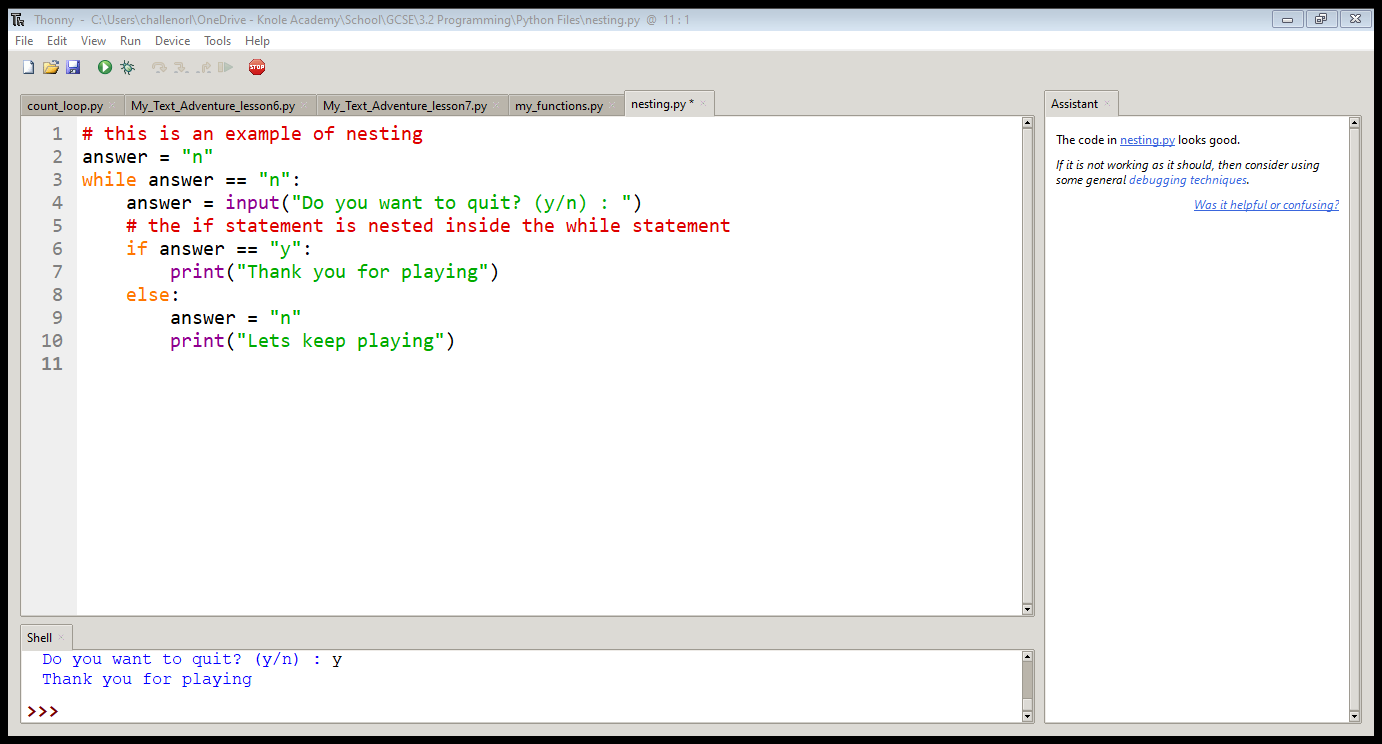 Thonny - C:\Users\challenorl\OneDrive - Knole Academy\School\GCSE\3.2 Programming\Python Files\nesting.py @ 11 : 1
File Edit View Run Device Tools Help
STOP
count_loop.py × My_Text_Adventure_lesson6.py × My_Text_Adventure_lesson7.py × my_functions.py × nesting.py * ×
1 # this is an example of nesting
2 answer = "n"
3 while answer == "n":
4     answer = input("Do you want to quit? (y/n) : ")
5     # the if statement is nested inside the while statement
6     if answer == "y":
7         print("Thank you for playing")
8     else:
9         answer = "n"
10         print("Lets keep playing")
11
Shell ×
Do you want to quit? (y/n) : y
Thank you for playing
>>>
Assistant ×
The code in nesting.py looks good.
If it is not working as it should, then consider using
some general debugging techniques.
Was it helpful or confusing?